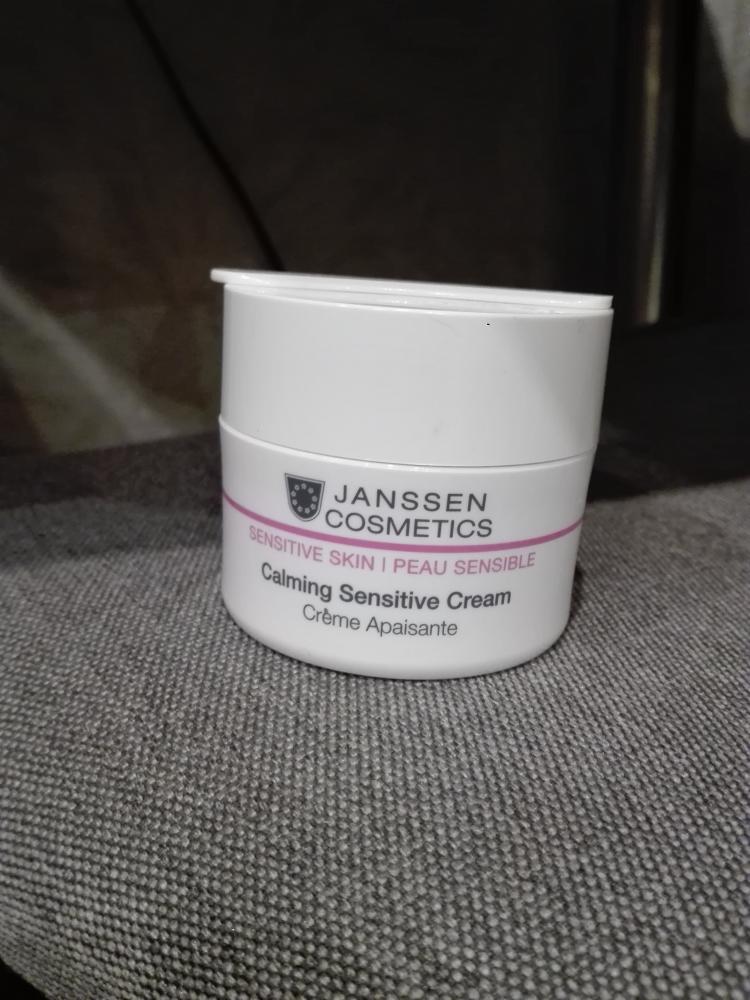 JANSSEN
COSMETICS
SENSITIVE SKIN | PEAU SENSIBLE
Calming Sensitive Cream
Crème Apaisante